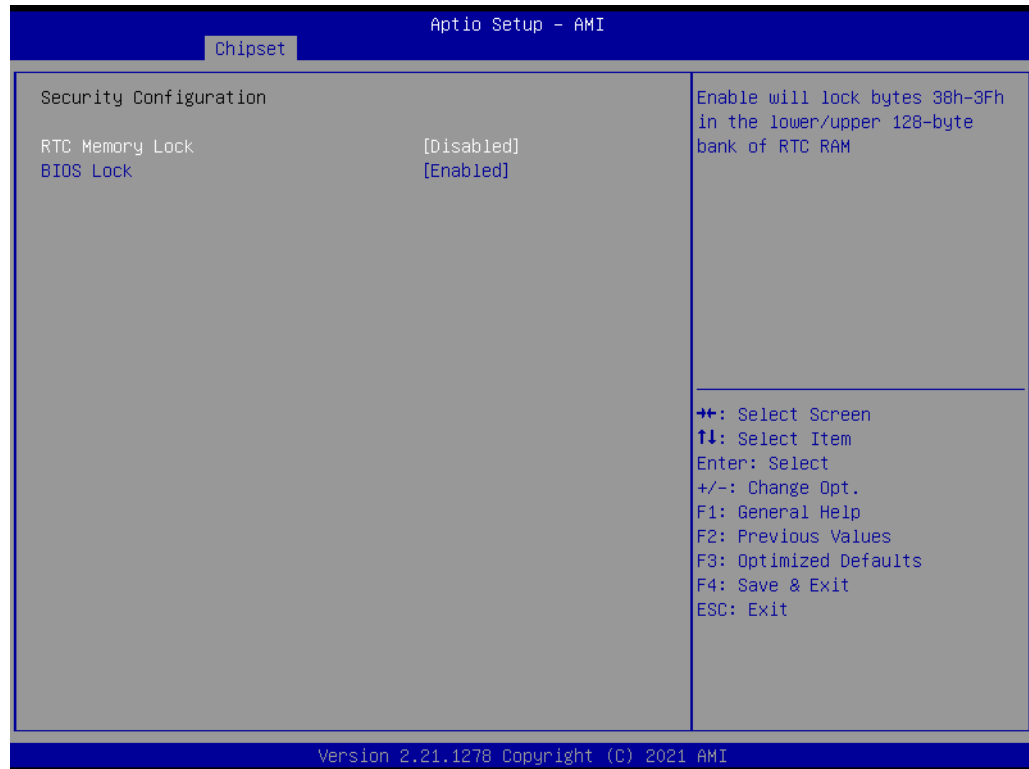 Aptio Setup – AMI
Chipset
Security Configuration
RTC Memory Lock [Disabled]
BIOS Lock [Enabled]
Enable will lock bytes 38h-3Fh
in the lower/upper 128-byte
bank of RTC RAM
→←: Select Screen
↑↓: Select Item
Enter: Select
+/-: Change Opt.
F1: General Help
F2: Previous Values
F3: Optimized Defaults
F4: Save & Exit
ESC: Exit
Version 2.21.1278 Copyright (C) 2021 AMI